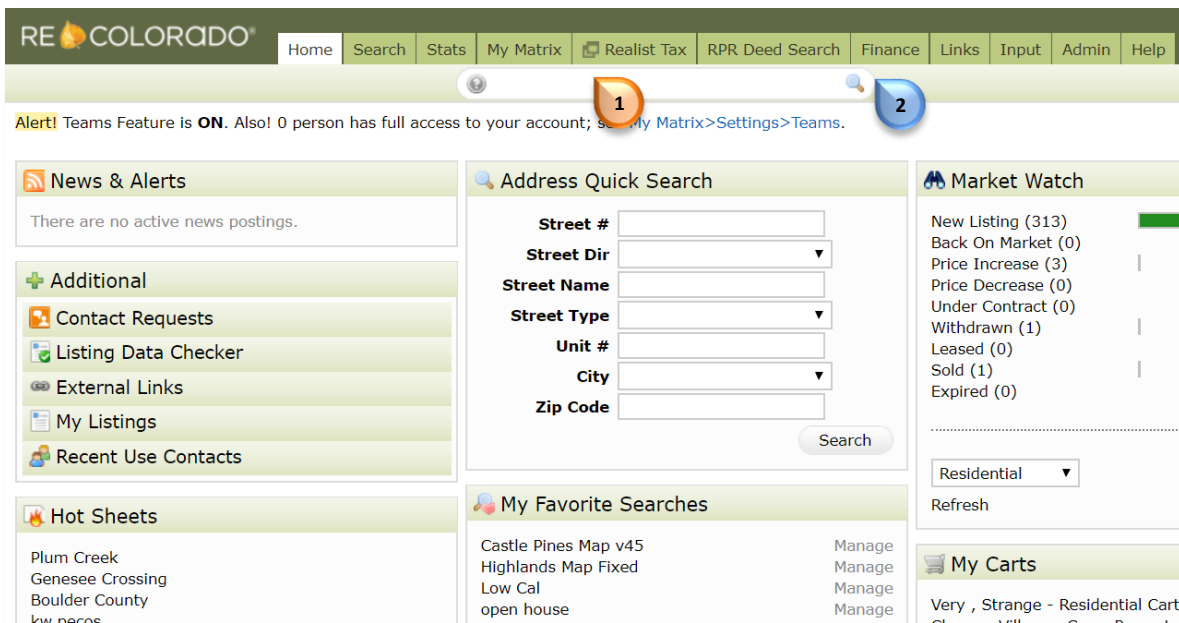 RE COLORADO®
Home Search Stats My Matrix Realist Tax RPR Deed Search Finance Links Input Admin Help
1
2
Alert! Teams Feature is ON. Also! 0 person has full access to your account; My Matrix>Settings>Teams.
News & Alerts
There are no active news postings.
Additional
Contact Requests
Listing Data Checker
External Links
My Listings
Recent Use Contacts
Hot Sheets
Plum Creek
Genesee Crossing
Boulder County
kw pecos
Address Quick Search
Street #
Street Dir
Street Name
Street Type
Unit #
City
Zip Code
Search
My Favorite Searches
Castle Pines Map v45 Manage
Highlands Map Fixed Manage
Low Cal Manage
open house Manage
Market Watch
New Listing (313)
Back On Market (0)
Price Increase (3)
Price Decrease (0)
Under Contract (0)
Withdrawn (1)
Leased (0)
Sold (1)
Expired (0)
Residential
Refresh
My Carts
Very , Strange - Residential Cart